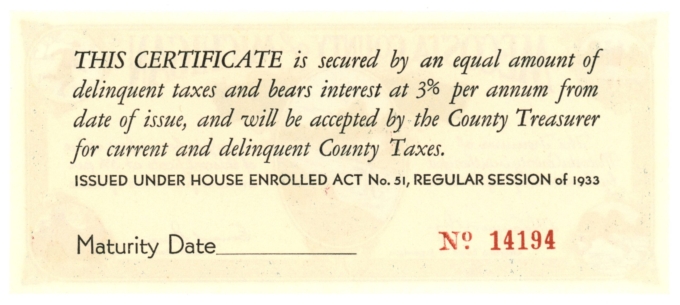 THIS CERTIFICATE is secured by an equal amount of
delinquent taxes and bears interest at 3% per annum from
date of issue, and will be accepted by the County Treasurer
for current and delinquent County Taxes.
ISSUED UNDER HOUSE ENROLLED ACT No. 51, REGULAR SESSION of 1933
Maturity Date____________ Nº 14194